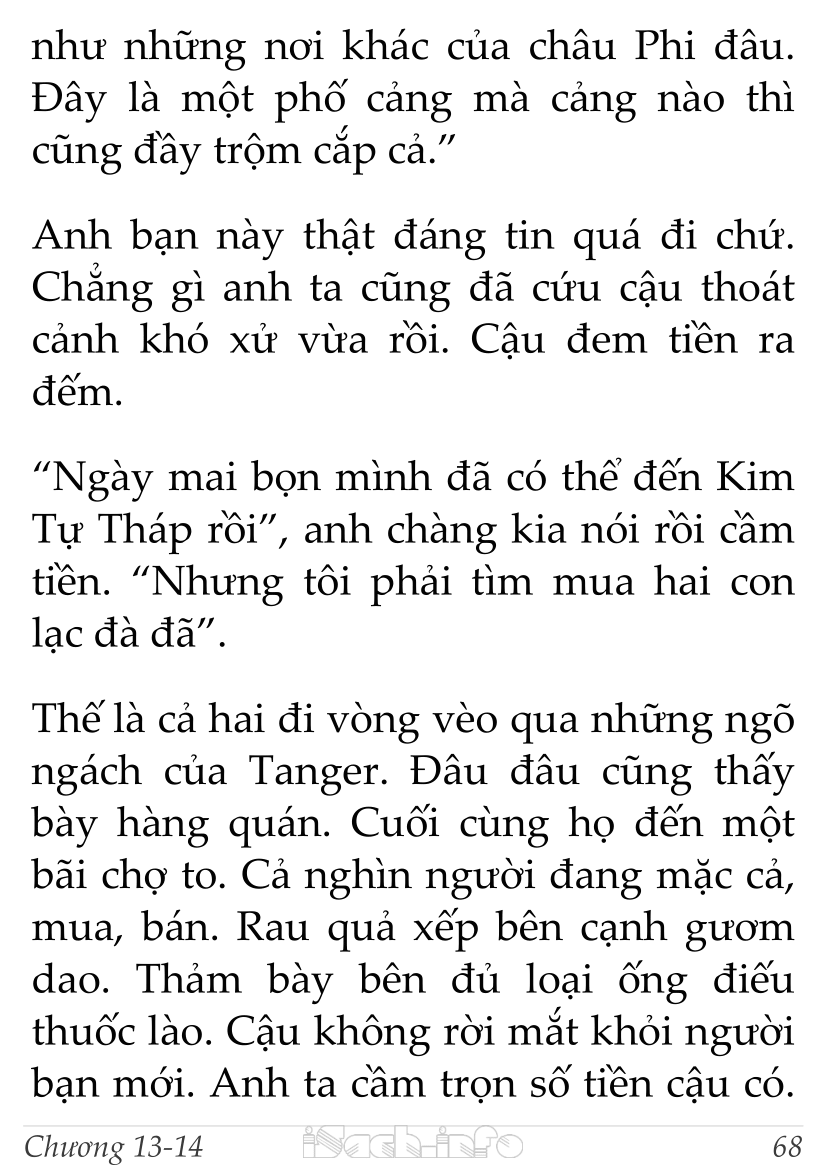 như những nơi khác của châu Phi đâu.
Đây là một phố cảng mà cảng nào thì
cũng đầy trộm cắp cả.”
Anh bạn này thật đáng tin quá đi chứ.
Chẳng gì anh ta cũng đã cứu cậu thoát
cảnh khó xử vừa rồi. Cậu đem tiền ra
đếm.
“Ngày mai bọn mình đã có thể đến Kim
Tự Tháp rồi”, anh chàng kia nói rồi cầm
tiền. “Nhưng tôi phải tìm mua hai con
lạc đà đã”.
Thế là cả hai đi vòng vèo qua những ngõ
ngách của Tanger. Đâu đâu cũng thấy
bày hàng quán. Cuối cùng họ đến một
bãi chợ to. Cả nghìn người đang mặc cả,
mua, bán. Rau quả xếp bên cạnh gươm
dao. Thảm bày bên đủ loại ống điếu
thuốc lào. Cậu không rời mắt khỏi người
bạn mới. Anh ta cầm trọn số tiền cậu có.
Chương 13-14 iSach.info 68